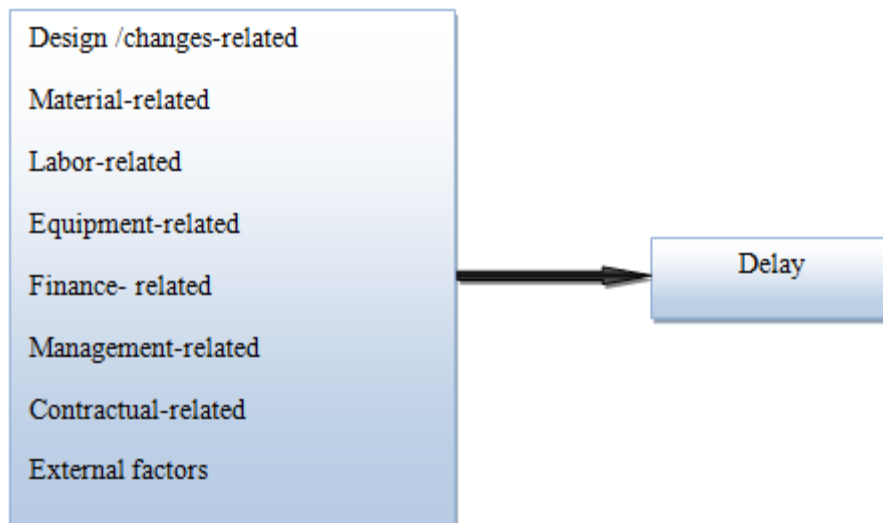 Design /changes-related
Material-related
Labor-related
Equipment-related
Finance- related
Management-related
Contractual-related
External factors
Delay